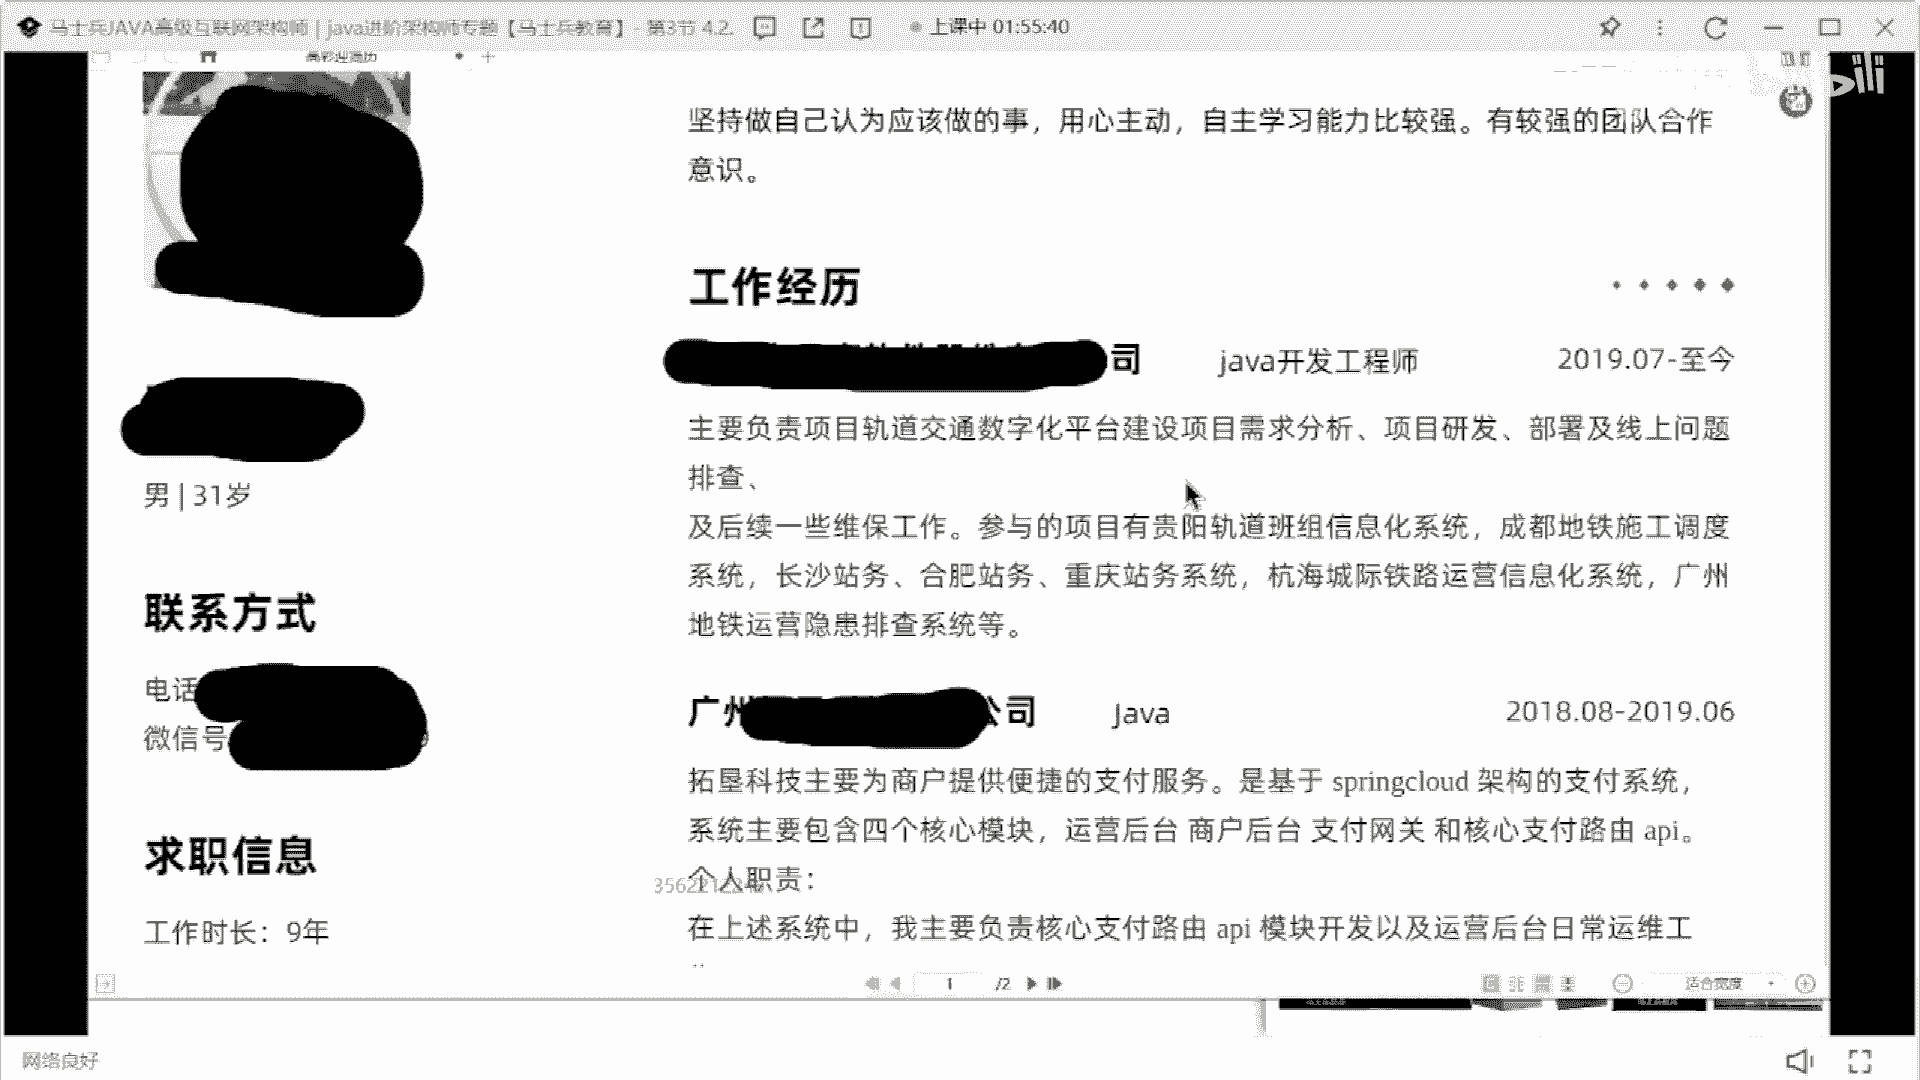 马士兵JAVA高级互联网架构师 | java进阶架构师专题【马士兵教育】- 第3节 4.2.
上课中 01:55:40
坚持做自己认为应该做的事，用心主动，自主学习能力比较强。有较强的团队合作
意识。
工作经历
司 java开发工程师 2019.07-至今
主要负责项目轨道交通数字化平台建设项目需求分析、项目研发、部署及线上问题
排查、
及后续一些维保工作。参与的项目有贵阳轨道班组信息化系统，成都地铁施工调度
系统，长沙站务、合肥站务、重庆站务系统，杭海城际铁路运营信息化系统，广州
地铁运营隐患排查系统等。
广州 公司 Java 2018.08-2019.06
拓垦科技主要为商户提供便捷的支付服务。是基于 springcloud 架构的支付系统，
系统主要包含四个核心模块，运营后台 商户后台 支付网关 和核心支付路由 api。
个人职责：
在上述系统中，我主要负责核心支付路由 api 模块开发以及运营后台日常运维工
男 | 31岁
联系方式
电话
微信号
求职信息
工作时长：9年
1 /2
适合宽度
网络良好